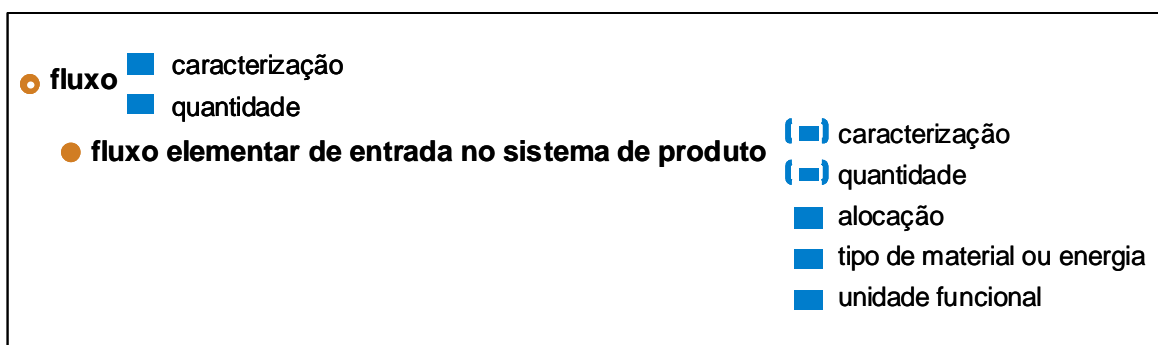 caracterização
fluxo
quantidade
fluxo elementar de entrada no sistema de produto
caracterização
quantidade
alocação
tipo de material ou energia
unidade funcional